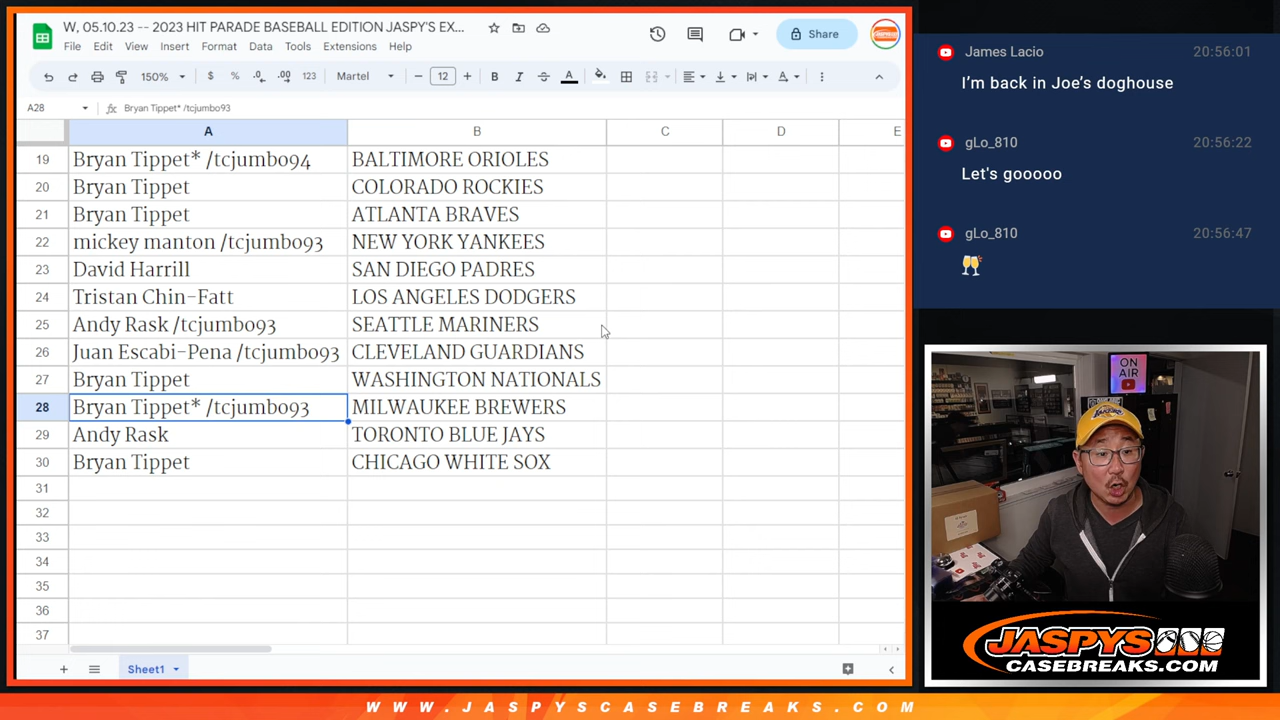 W, 05.10.23 -- 2023 HIT PARADE BASEBALL EDITION JASPY'S EX...
File Edit View Insert Format Data Tools Extensions Help
Share
150% $ % .0 .00 123 Martel 12 B I A
A28 fx Bryan Tippet* /tcjumbo93
A B C D E
19 Bryan Tippet* /tcjumbo94 BALTIMORE ORIOLES
20 Bryan Tippet COLORADO ROCKIES
21 Bryan Tippet ATLANTA BRAVES
22 mickey manton /tcjumbo93 NEW YORK YANKEES
23 David Harrill SAN DIEGO PADRES
24 Tristan Chin-Fatt LOS ANGELES DODGERS
25 Andy Rask /tcjumbo93 SEATTLE MARINERS
26 Juan Escabi-Pena /tcjumbo93 CLEVELAND GUARDIANS
27 Bryan Tippet WASHINGTON NATIONALS
28 Bryan Tippet* /tcjumbo93 MILWAUKEE BREWERS
29 Andy Rask TORONTO BLUE JAYS
30 Bryan Tippet CHICAGO WHITE SOX
31
32
33
34
35
36
37
Sheet1
James Lacio 20:56:01
I'm back in Joe's doghouse
gLo_810 20:56:22
Let's gooooo
gLo_810 20:56:47
ON AIR
JASPYS
CASEBREAKS.COM
WWW.JASPYSCASEBREAKS.COM